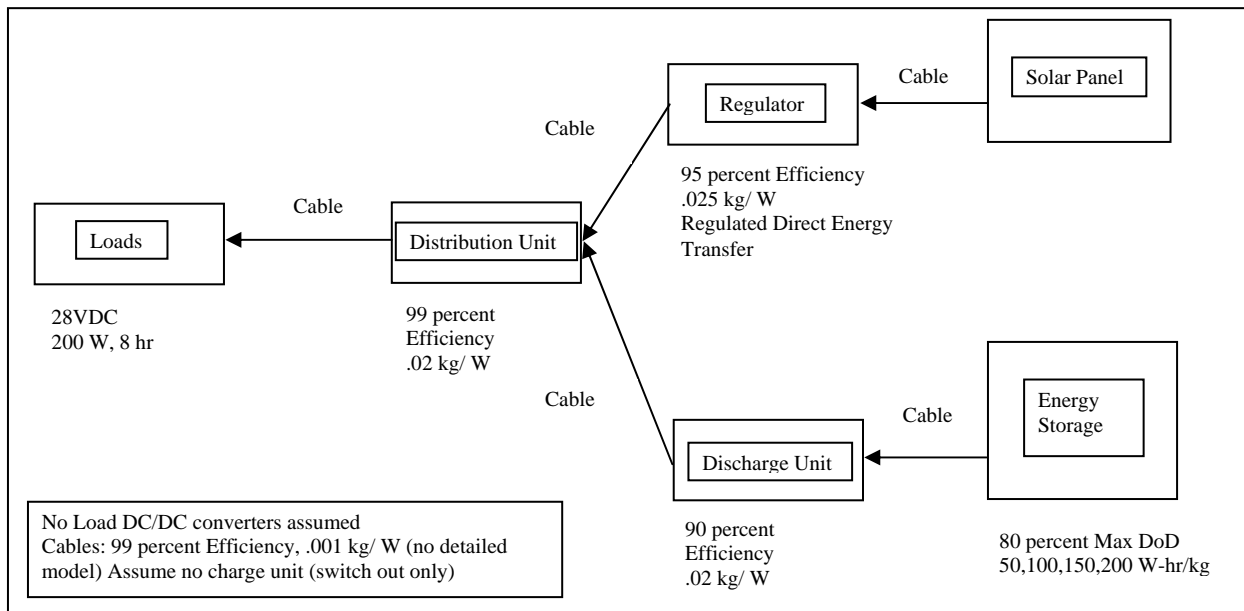 Cable
Solar Panel
Regulator
Cable
95 percent Efficiency
.025 kg/ W
Regulated Direct Energy
Transfer
Cable
Loads
Distribution Unit
28VDC
200 W, 8 hr
99 percent
Efficiency
.02 kg/ W
Cable
Cable
Energy
Storage
Discharge Unit
90 percent
Efficiency
.02 kg/ W
80 percent Max DoD
50,100,150,200 W-hr/kg
No Load DC/DC converters assumed
Cables: 99 percent Efficiency, .001 kg/ W (no detailed
model) Assume no charge unit (switch out only)